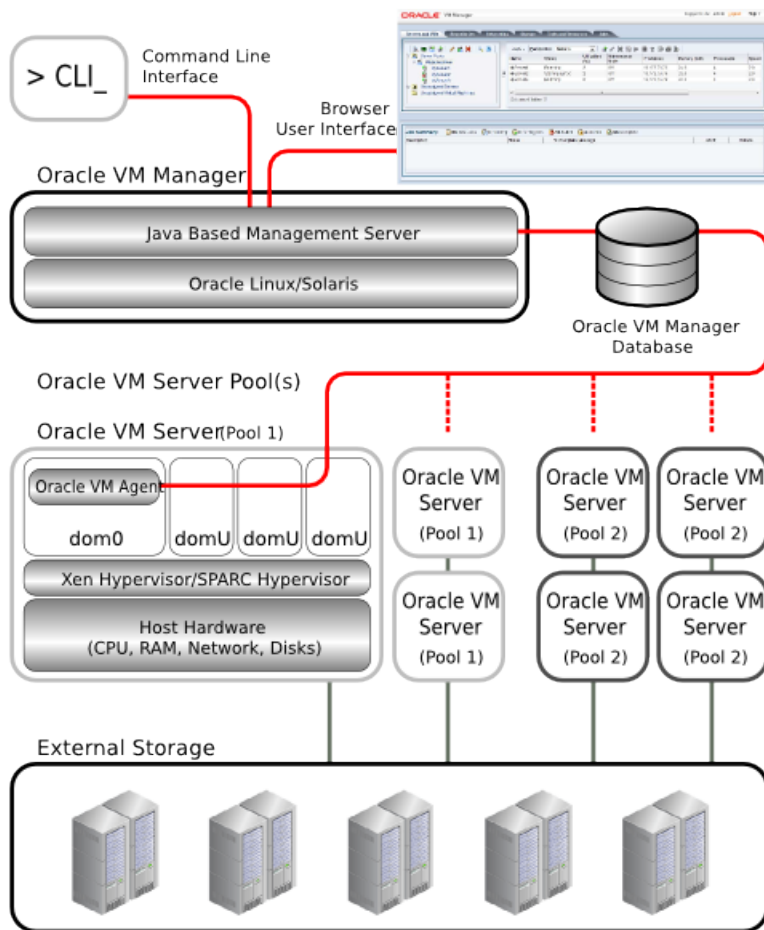 ORACLE VM Manager
> CLI_
Command Line
Interface
Browser
User Interface
Oracle VM Manager
Java Based Management Server
Oracle Linux/Solaris
Oracle VM Manager
Database
Oracle VM Server Pool(s)
Oracle VM Server(Pool 1)
Oracle VM Agent
dom0
domU
domU
domU
Xen Hypervisor/SPARC Hypervisor
Host Hardware
(CPU, RAM, Network, Disks)
Oracle VM
Server
(Pool 1)
Oracle VM
Server
(Pool 2)
Oracle VM
Server
(Pool 2)
Oracle VM
Server
(Pool 1)
Oracle VM
Server
(Pool 2)
Oracle VM
Server
(Pool 2)
External Storage